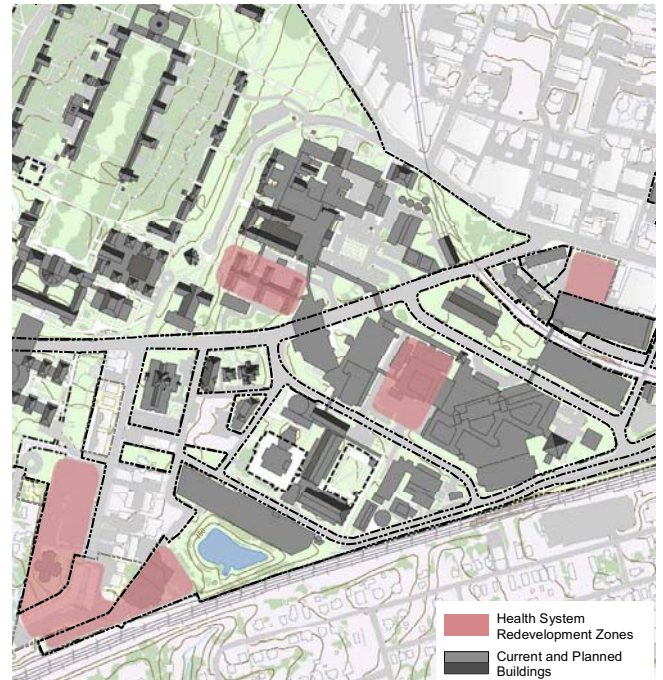 Health System
Redevelopment Zones
Current and Planned
Buildings